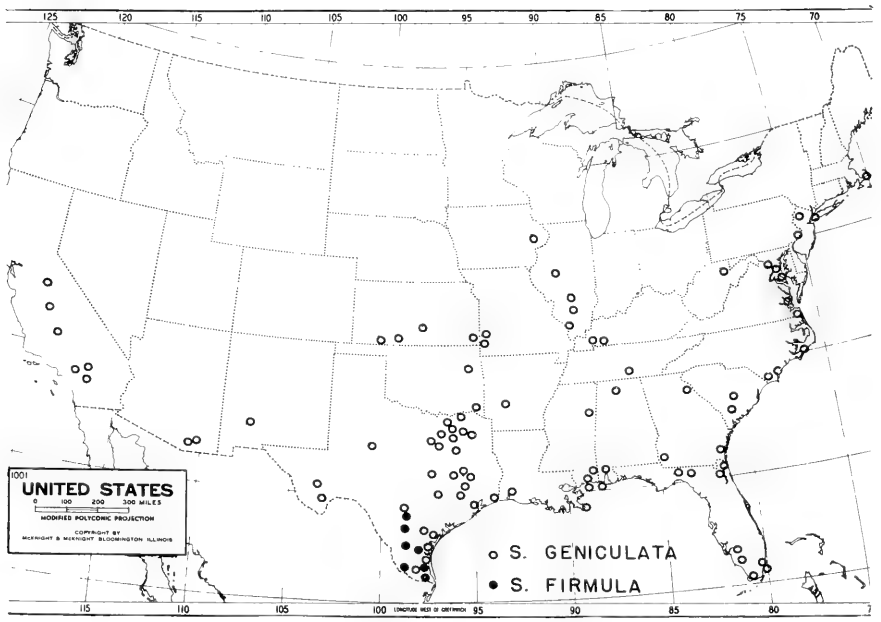 125 120 115 110 105 100 95 90 85 80 75 70
1001
UNITED STATES
0 100 200 300 MILES
MODIFIED POLYCONIC PROJECTION
COPYRIGHT BY
McKNIGHT & McKNIGHT BLOOMINGTON ILLINOIS
S. GENICULATA
S. FIRMULA
115 110 105 100 LONGITUDE WEST OF GREENWICH 95 90 85 80